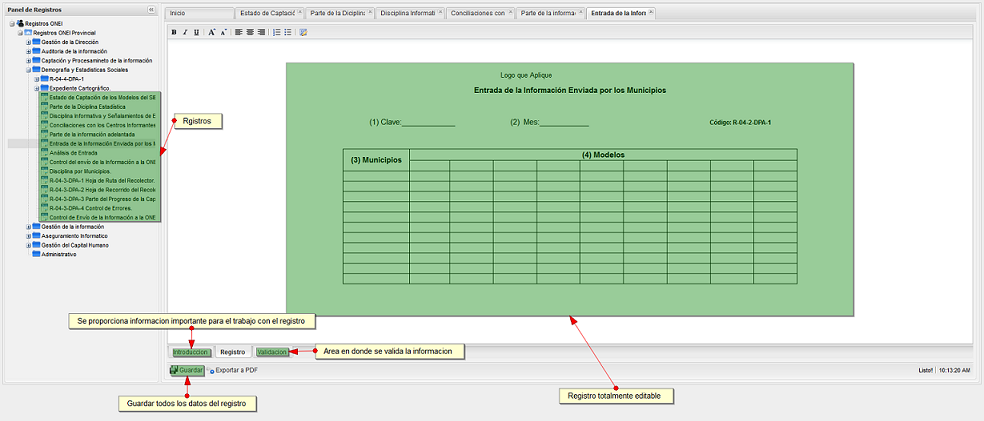 Panel de Registros
Registros ONEI
Registros ONEI Provincial
Gestión de la Dirección
Auditoría de la información
Captación y Procesamineto de la información
Demografia y Estadisticas Sociales
R-04-4-DPA-1
Expediente Cartográfico.
Estado de Captación de los Modelos del SIE
Parte de la Diciplina Estadística
Disciplina Informativa y Señalamientos de E
Conciliaciones con los Centros Informantes
Parte de la información adelantada
Entrada de la Información Enviada por los M
Análisis de Entrada
Control del envío de la Información a la ONE
Disciplina por Municipios.
R-04-3-DPA-1 Hoja de Ruta del Recolector.
R-04-3-DPA-2 Hoja de Recorrido del Recole
R-04-3-DPA-3 Parte del Progreso de la Cap
R-04-3-DPA-4 Control de Errores.
Control de Envío de la Información a la ONE
Gestión de la información
Aseguramiento Informatico
Gestión del Capital Humano
Administrativo
Rgistros
Inicio
Estado de Captació
Parte de la Diciplina
Disciplina Informati
Conciliaciones con
Parte de la informa
Entrada de la Infor
B I U A A
Logo que Aplique
Entrada de la Información Enviada por los Municipios
(1) Clave:____________
(2) Mes:___________
Código: R-04-2-DPA-1
(3) Municipios
(4) Modelos
Se proporciona informacion importante para el trabajo con el registro
Introduccion
Registro
Validacion
Area en donde se valida la informacion
Guardar
Exportar a PDF
Listo!
10:13:20 AM
Guardar todos los datos del registro
Registro totalmente editable